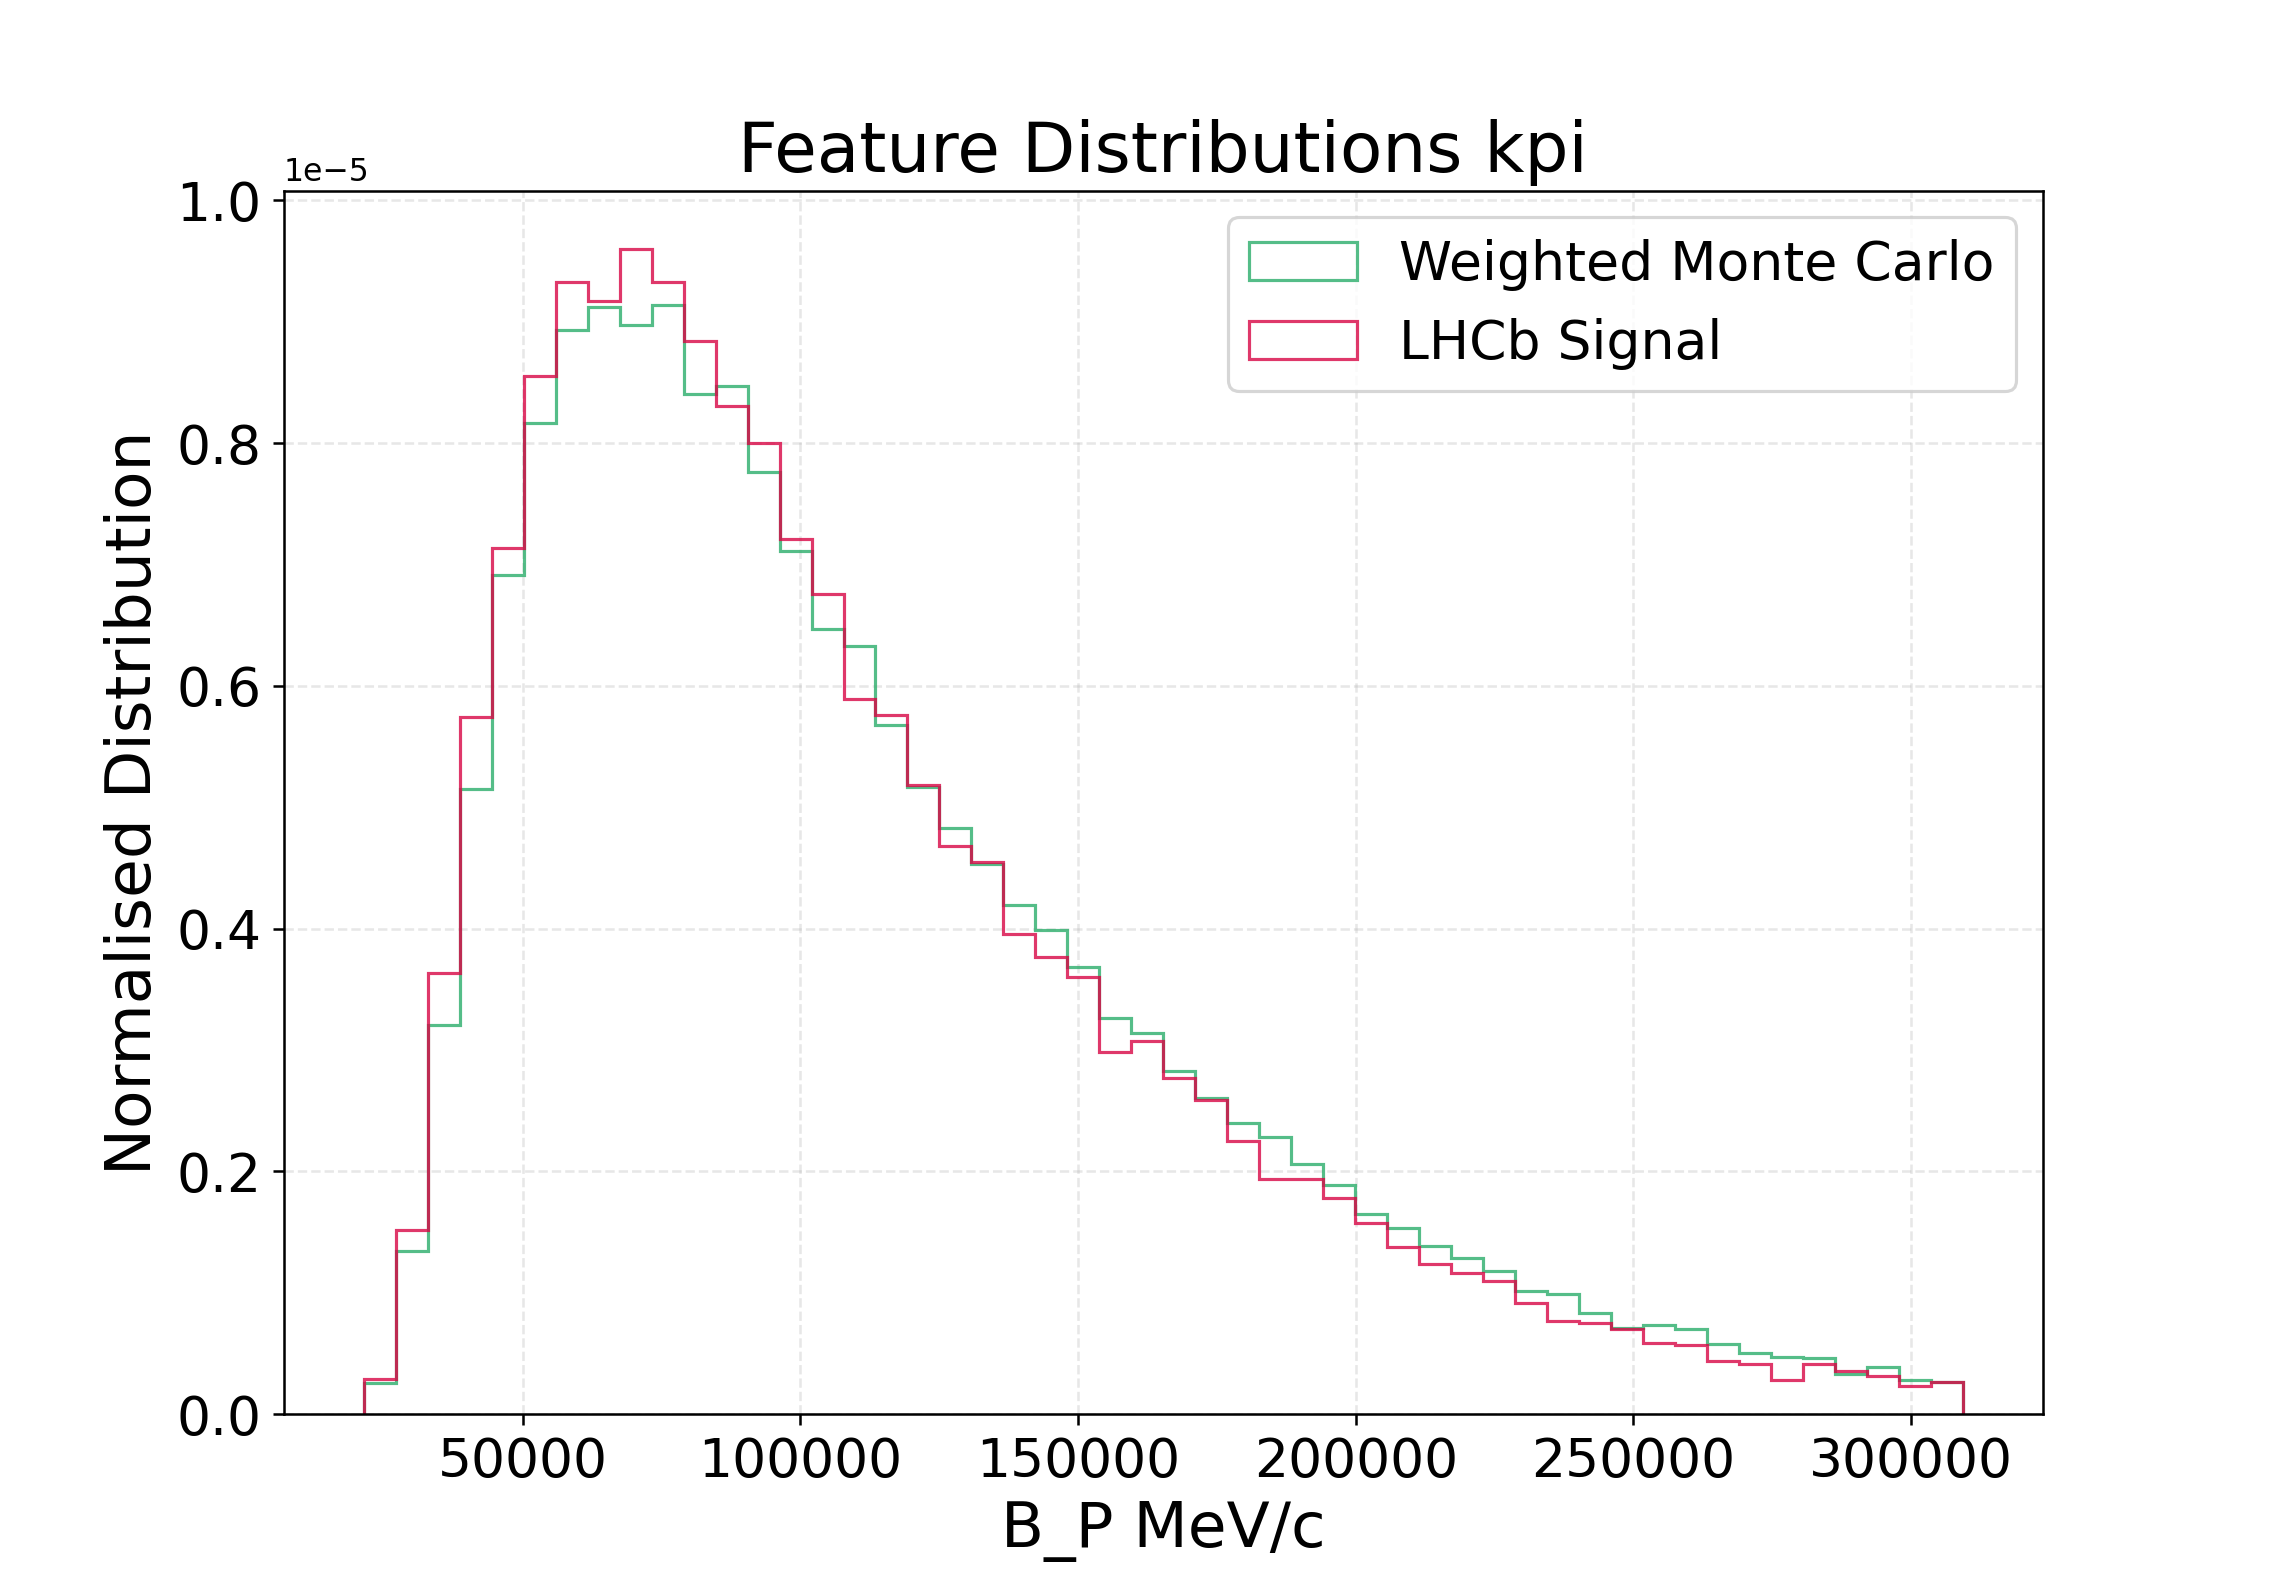 Feature Distributions kpi
1e−5
1.0
0.8
0.6
0.4
0.2
0.0
Normalised Distribution
Weighted Monte Carlo
LHCb Signal
50000 100000 150000 200000 250000 300000
B_P MeV/c